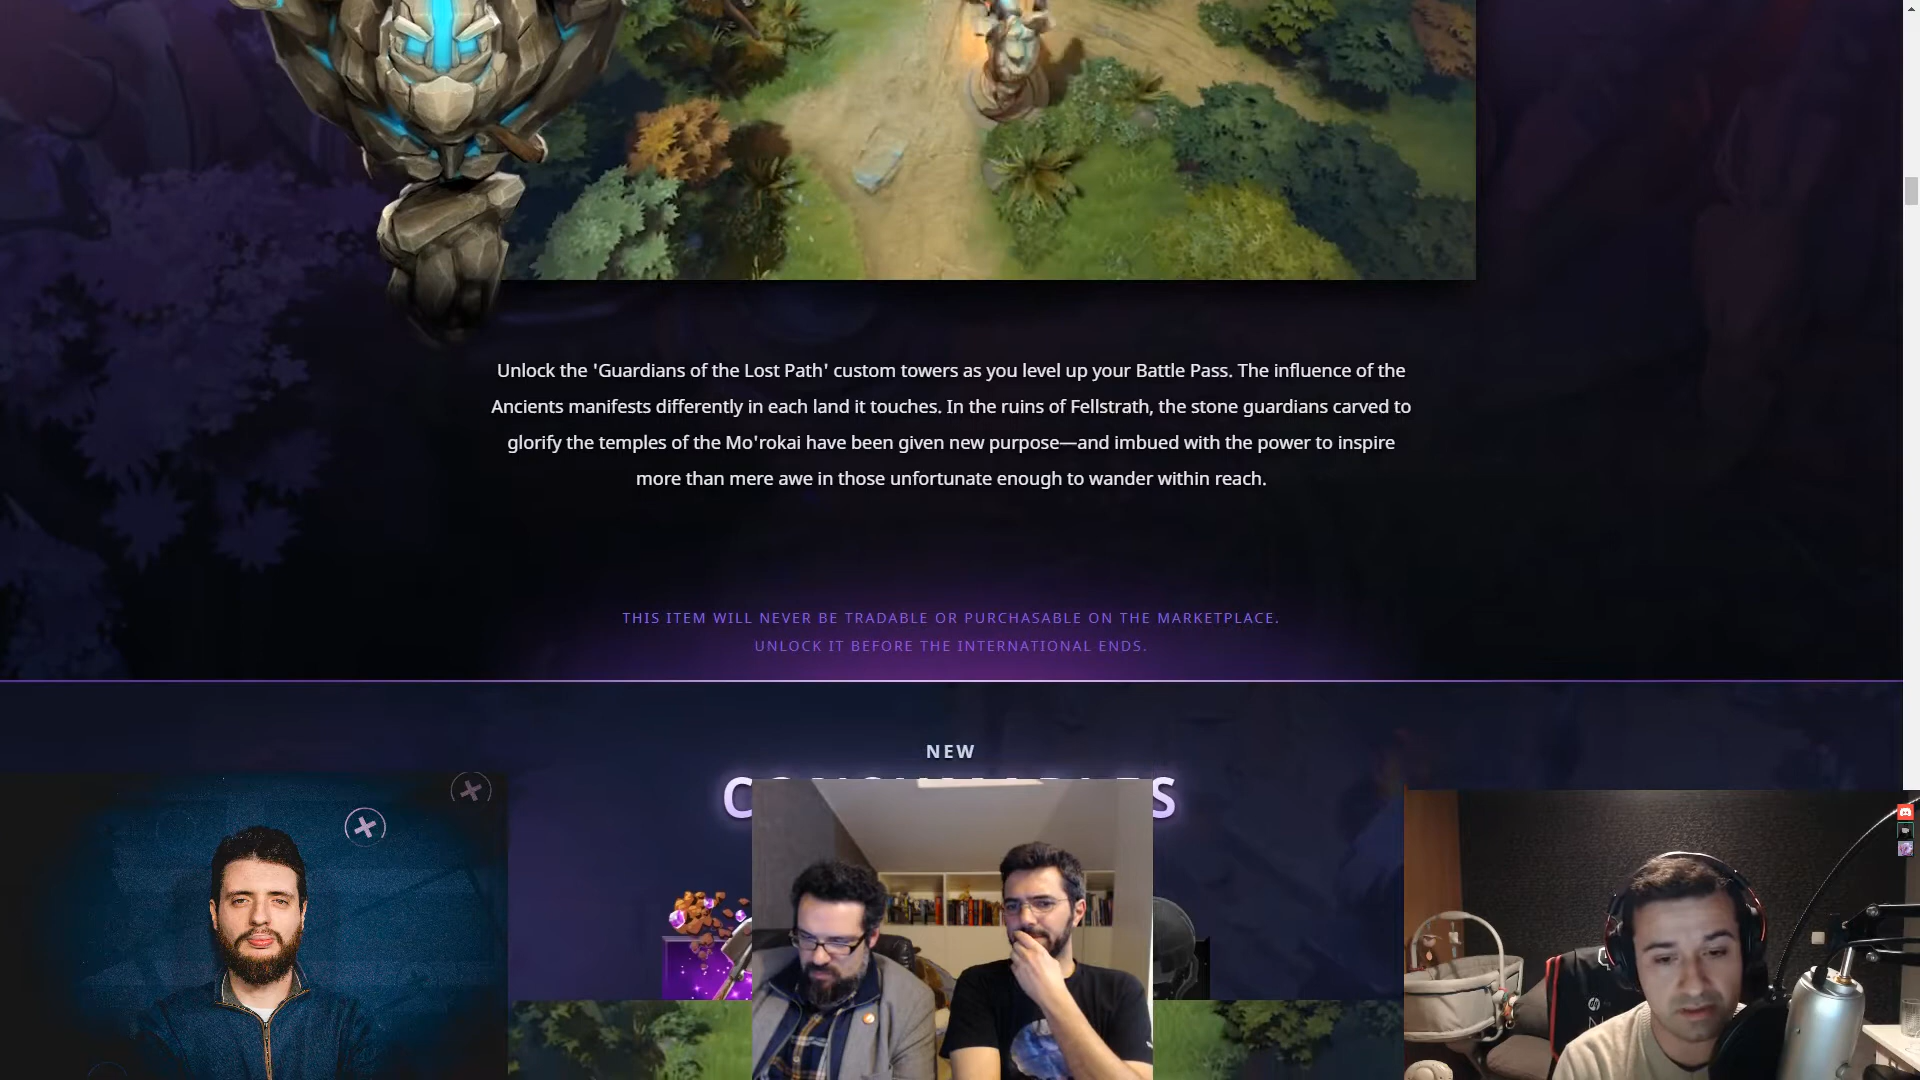 Unlock the 'Guardians of the Lost Path' custom towers as you level up your Battle Pass. The influence of the
Ancients manifests differently in each land it touches. In the ruins of Fellstrath, the stone guardians carved to
glorify the temples of the Mo'rokai have been given new purpose—and imbued with the power to inspire
more than mere awe in those unfortunate enough to wander within reach.
THIS ITEM WILL NEVER BE TRADABLE OR PURCHASABLE ON THE MARKETPLACE.
UNLOCK IT BEFORE THE INTERNATIONAL ENDS.
NEW